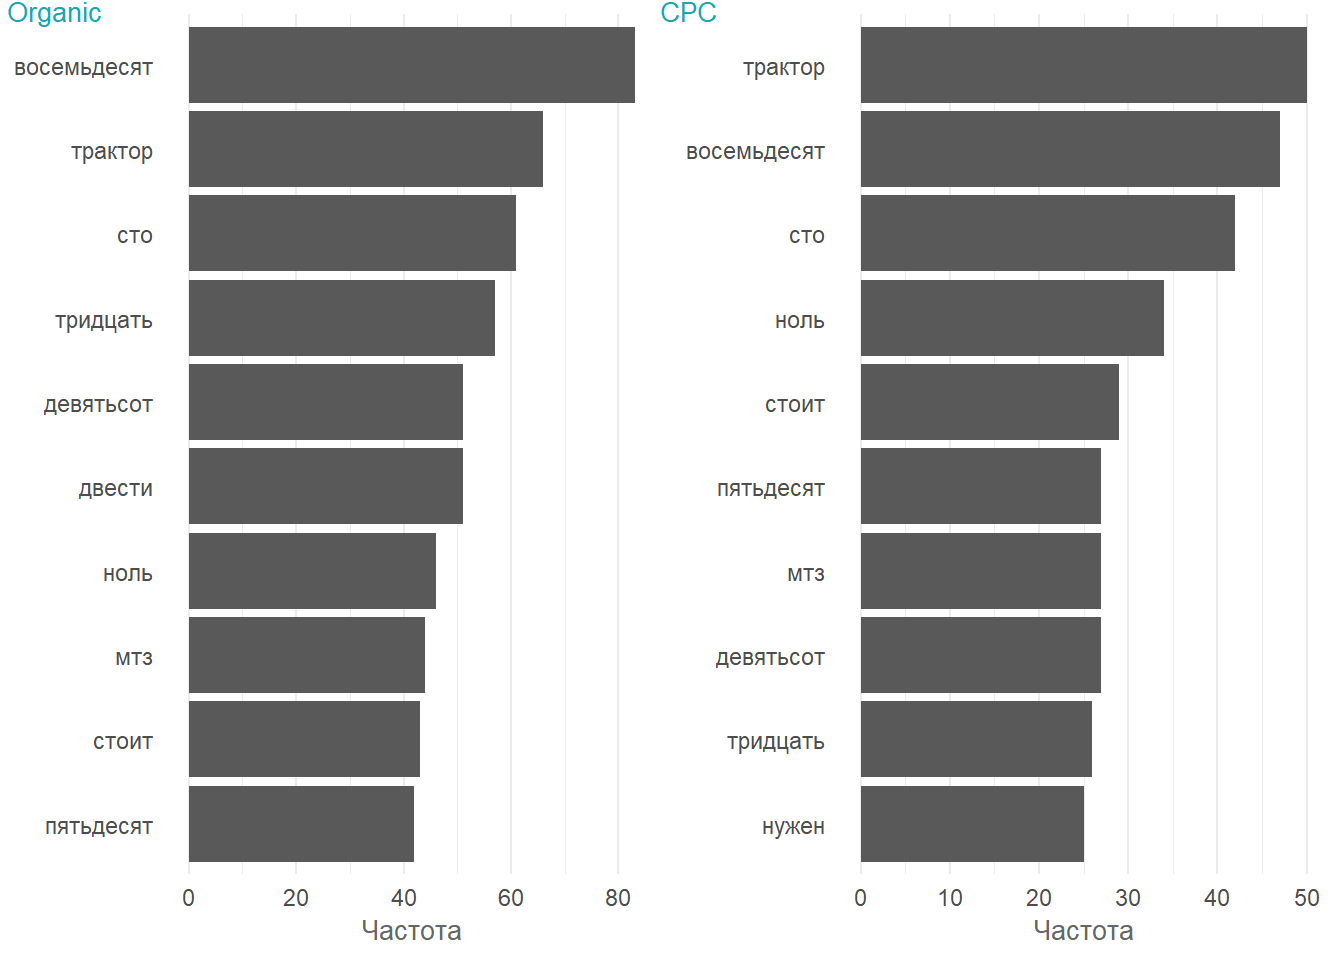 Organic
восемьдесят
трактор
сто
тридцать
девятьсот
двести
ноль
мтз
стоит
пятьдесят
0 20 40 60 80
Частота
CPC
трактор
восемьдесят
сто
ноль
стоит
пятьдесят
мтз
девятьсот
тридцать
нужен
0 10 20 30 40 50
Частота